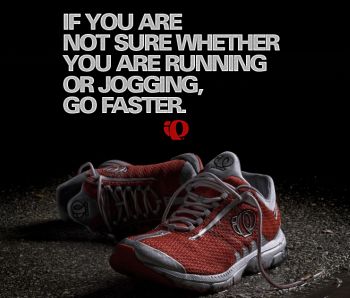 IF YOU ARE
NOT SURE WHETHER
YOU ARE RUNNING
OR JOGGING,
GO FASTER.